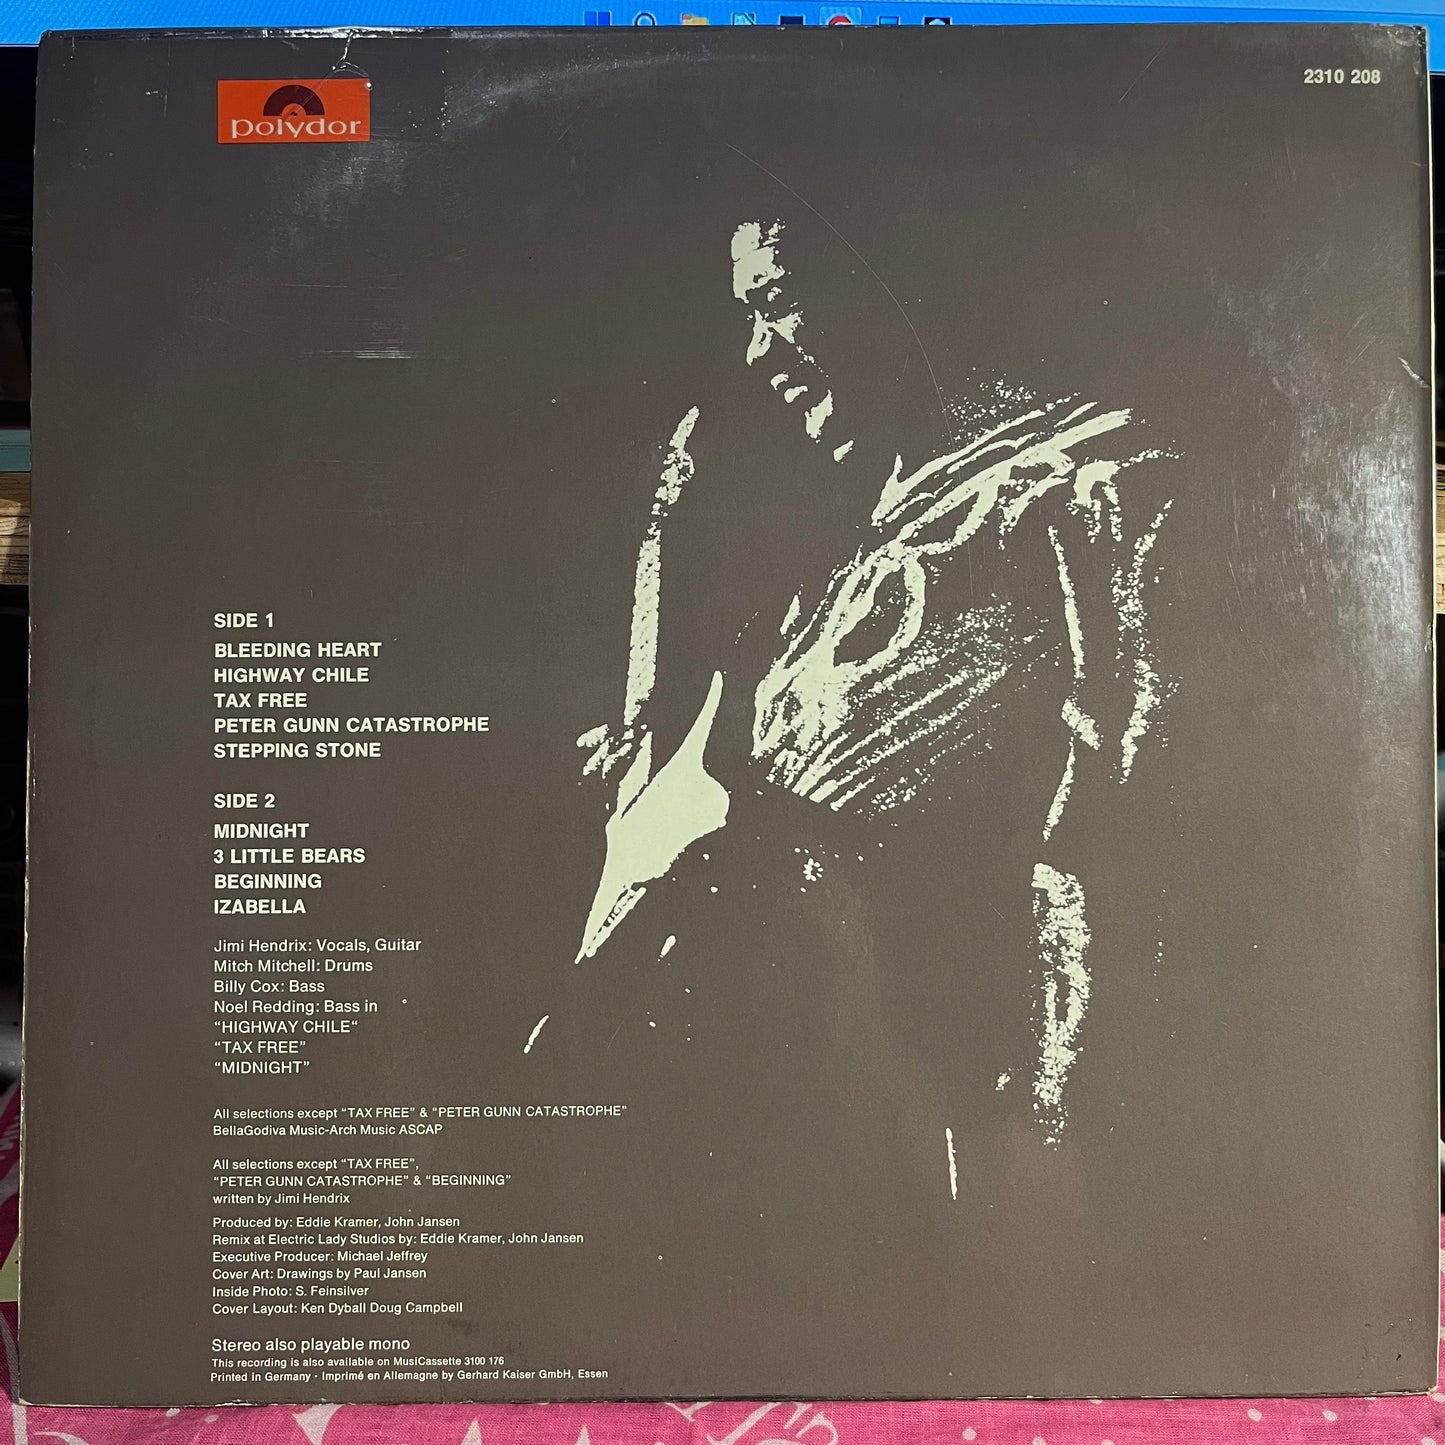 polydor
2310 208
SIDE 1
BLEEDING HEART
HIGHWAY CHILE
TAX FREE
PETER GUNN CATASTROPHE
STEPPING STONE
SIDE 2
MIDNIGHT
3 LITTLE BEARS
BEGINNING
IZABELLA
Jimi Hendrix: Vocals, Guitar
Mitch Mitchell: Drums
Billy Cox: Bass
Noel Redding: Bass in
“HIGHWAY CHILE“
“TAX FREE”
“MIDNIGHT”
All selections except “TAX FREE” & “PETER GUNN CATASTROPHE”
BellaGodiva Music-Arch Music ASCAP
All selections except “TAX FREE”,
“PETER GUNN CATASTROPHE” & “BEGINNING”
written by Jimi Hendrix
Produced by: Eddie Kramer, John Jansen
Remix at Electric Lady Studios by: Eddie Kramer, John Jansen
Executive Producer: Michael Jeffrey
Cover Art: Drawings by Paul Jansen
Inside Photo: S. Feinsilver
Cover Layout: Ken Dyball Doug Campbell
Stereo also playable mono
This recording is also available on MusiCassette 3100 176
Printed in Germany · Imprimé en Allemagne by Gerhard Kaiser GmbH, Essen